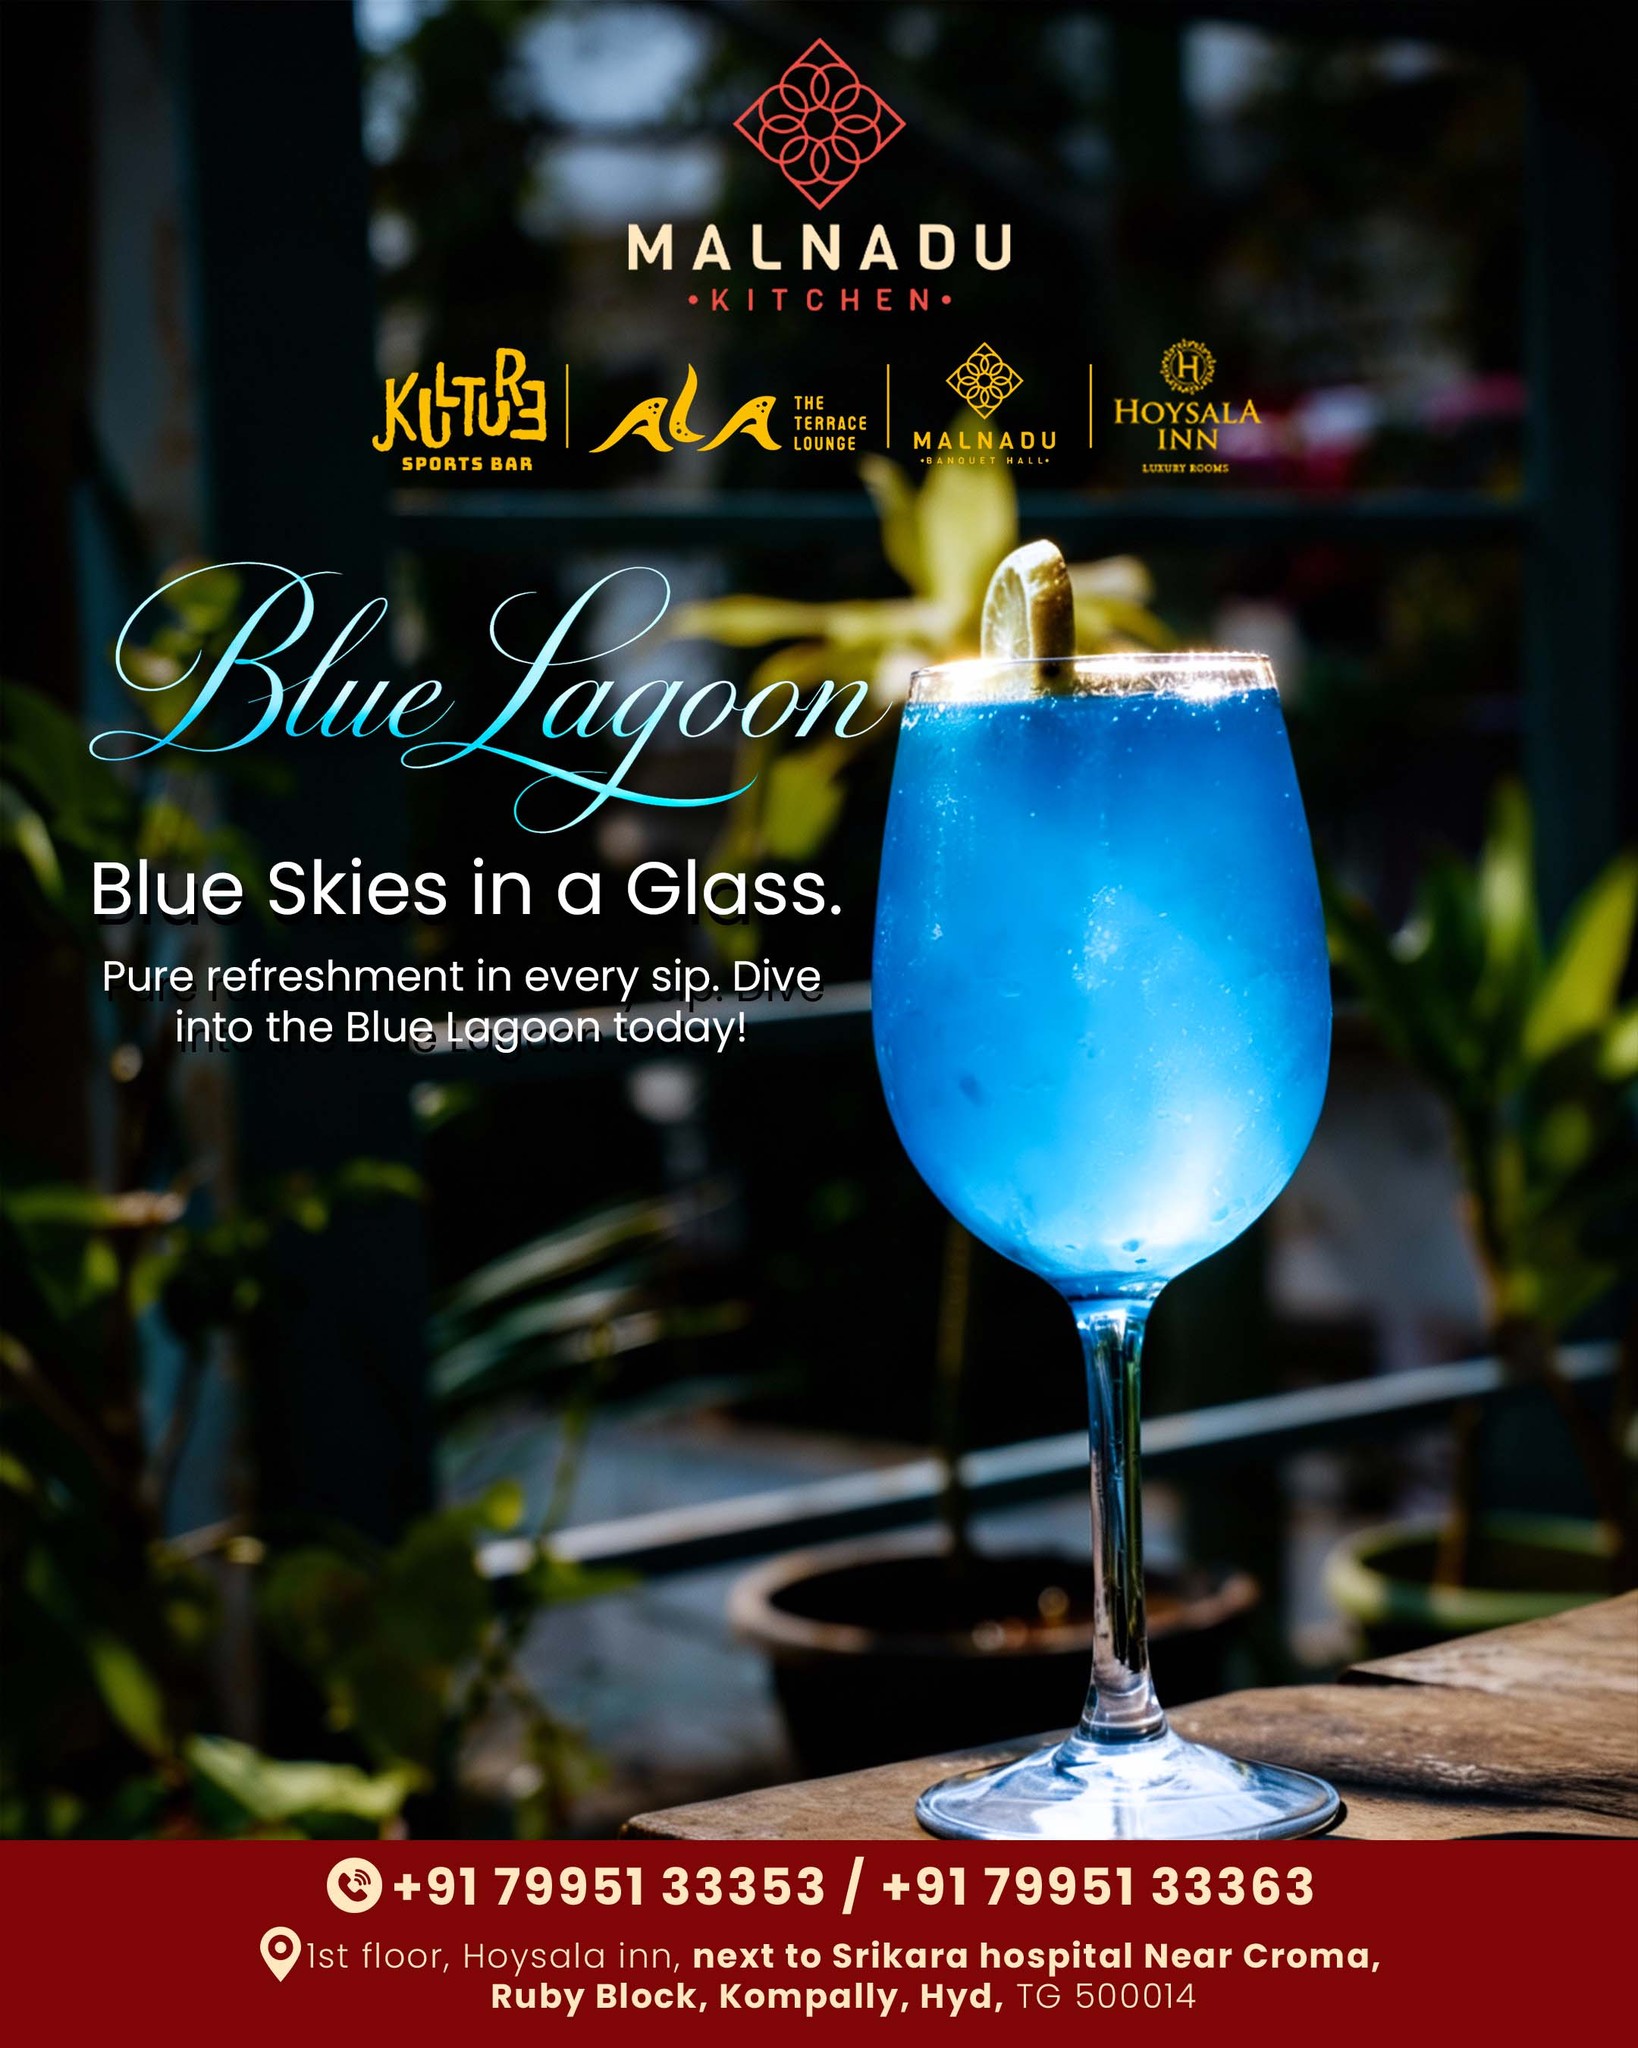 MALNADU
•KITCHEN•
KULTURE
SPORTS BAR
ALA
THE
TERRACE
LOUNGE
MALNADU
•BANQUET HALL•
H
HOYSALA
INN
LUXURY ROOMS
Blue Lagoon
Blue Skies in a Glass.
Pure refreshment in every sip. Dive
into the Blue Lagoon today!
+91 79951 33353 / +91 79951 33363
1st floor, Hoysala inn, next to Srikara hospital Near Croma,
Ruby Block, Kompally, Hyd, TG 500014